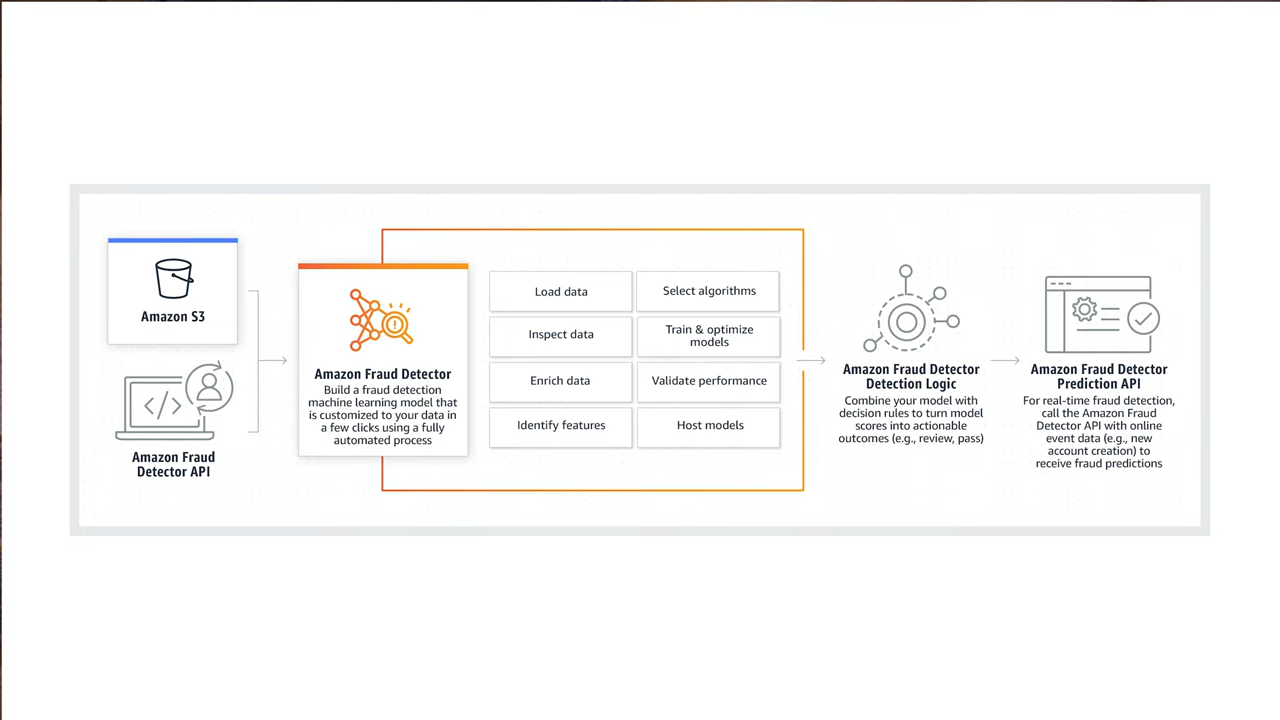 Amazon S3
Amazon Fraud
Detector API
Amazon Fraud Detector
Build a fraud detection
machine learning model that
is customized to your data in
a few clicks using a fully
automated process
Load data
Select algorithms
Inspect data
Train & optimize
models
Enrich data
Validate performance
Identify features
Host models
Amazon Fraud Detector
Detection Logic
Combine your model with
decision rules to turn model
scores into actionable
outcomes (e.g., review, pass)
Amazon Fraud Detector
Prediction API
For real-time fraud detection,
call the Amazon Fraud
Detector API with online
event data (e.g., new
account creation) to
receive fraud predictions